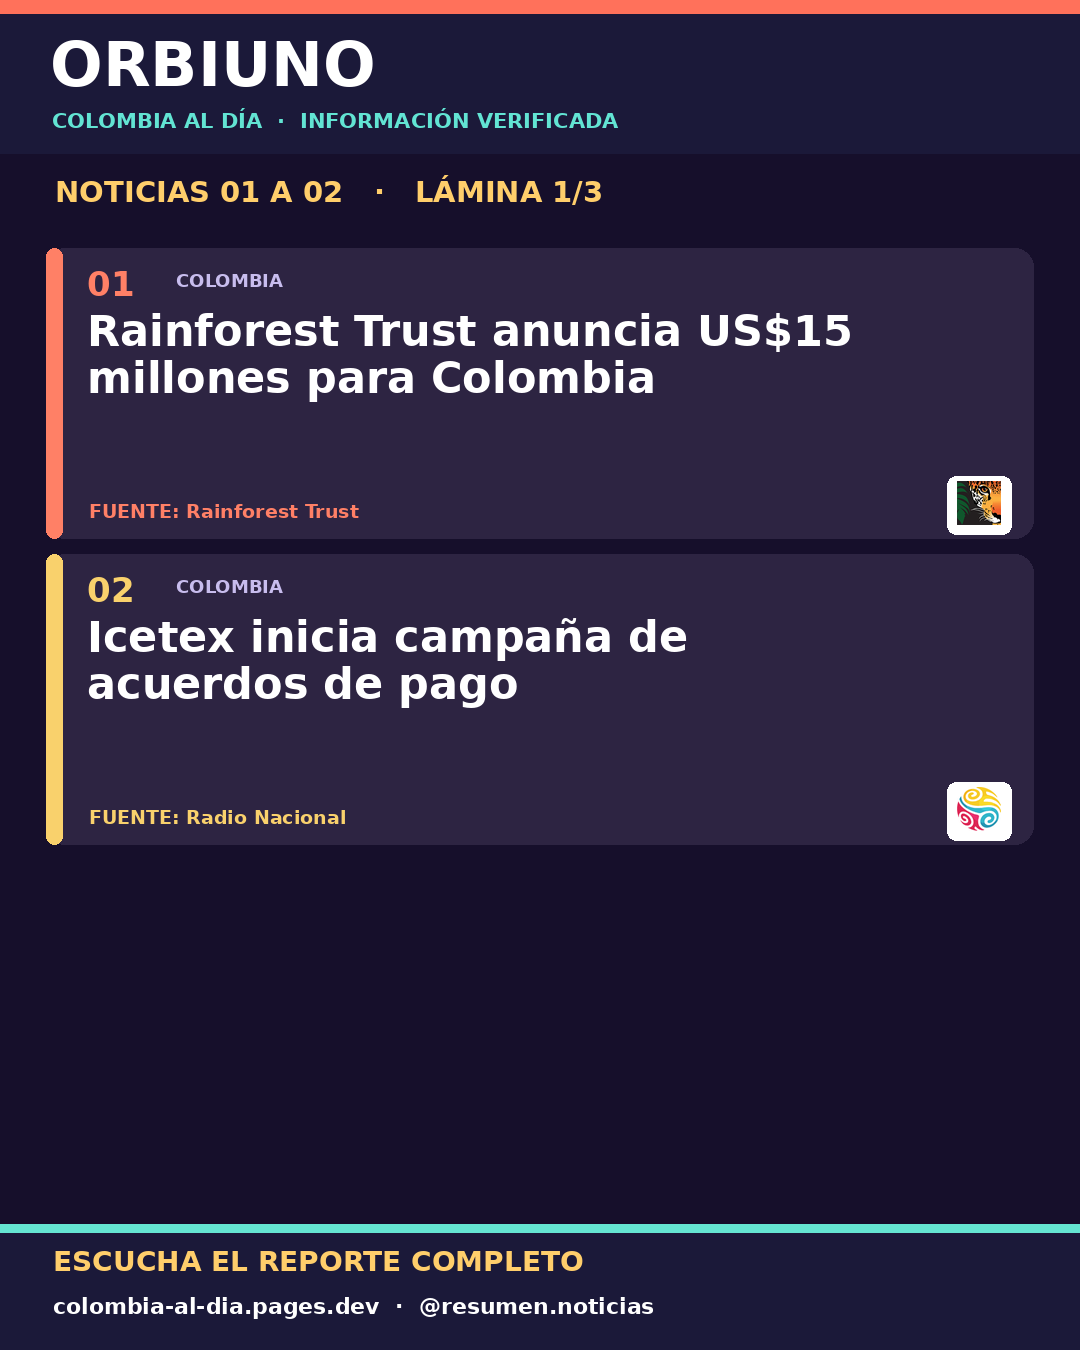 ORBIUNO
COLOMBIA AL DÍA · INFORMACIÓN VERIFICADA
NOTICIAS 01 A 02 · LÁMINA 1/3
01 COLOMBIA
Rainforest Trust anuncia US$15
millones para Colombia
FUENTE: Rainforest Trust
02 COLOMBIA
Icetex inicia campaña de
acuerdos de pago
FUENTE: Radio Nacional
ESCUCHA EL REPORTE COMPLETO
colombia-al-dia.pages.dev · @resumen.noticias